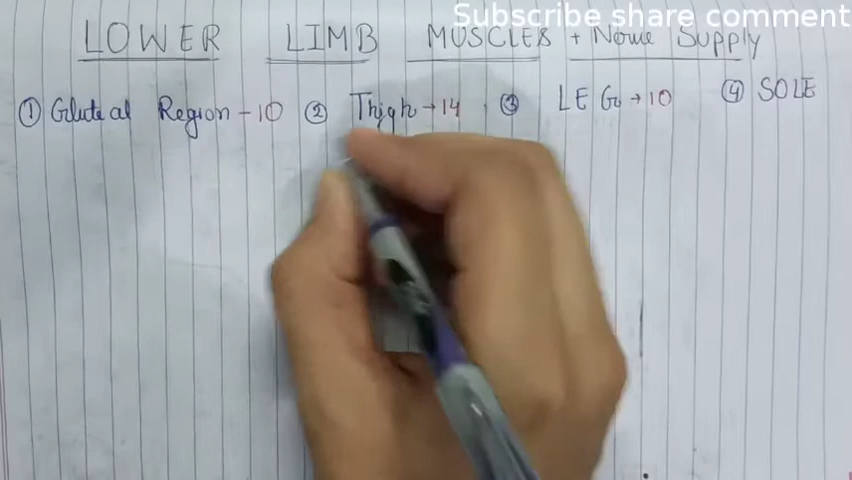 Subscribe share comment
LOWER LIMB MUSCLES + Nerve Supply
① Gluteal Region - 10 ② Thigh → 14 ③ LEG → 10 ④ SOLE